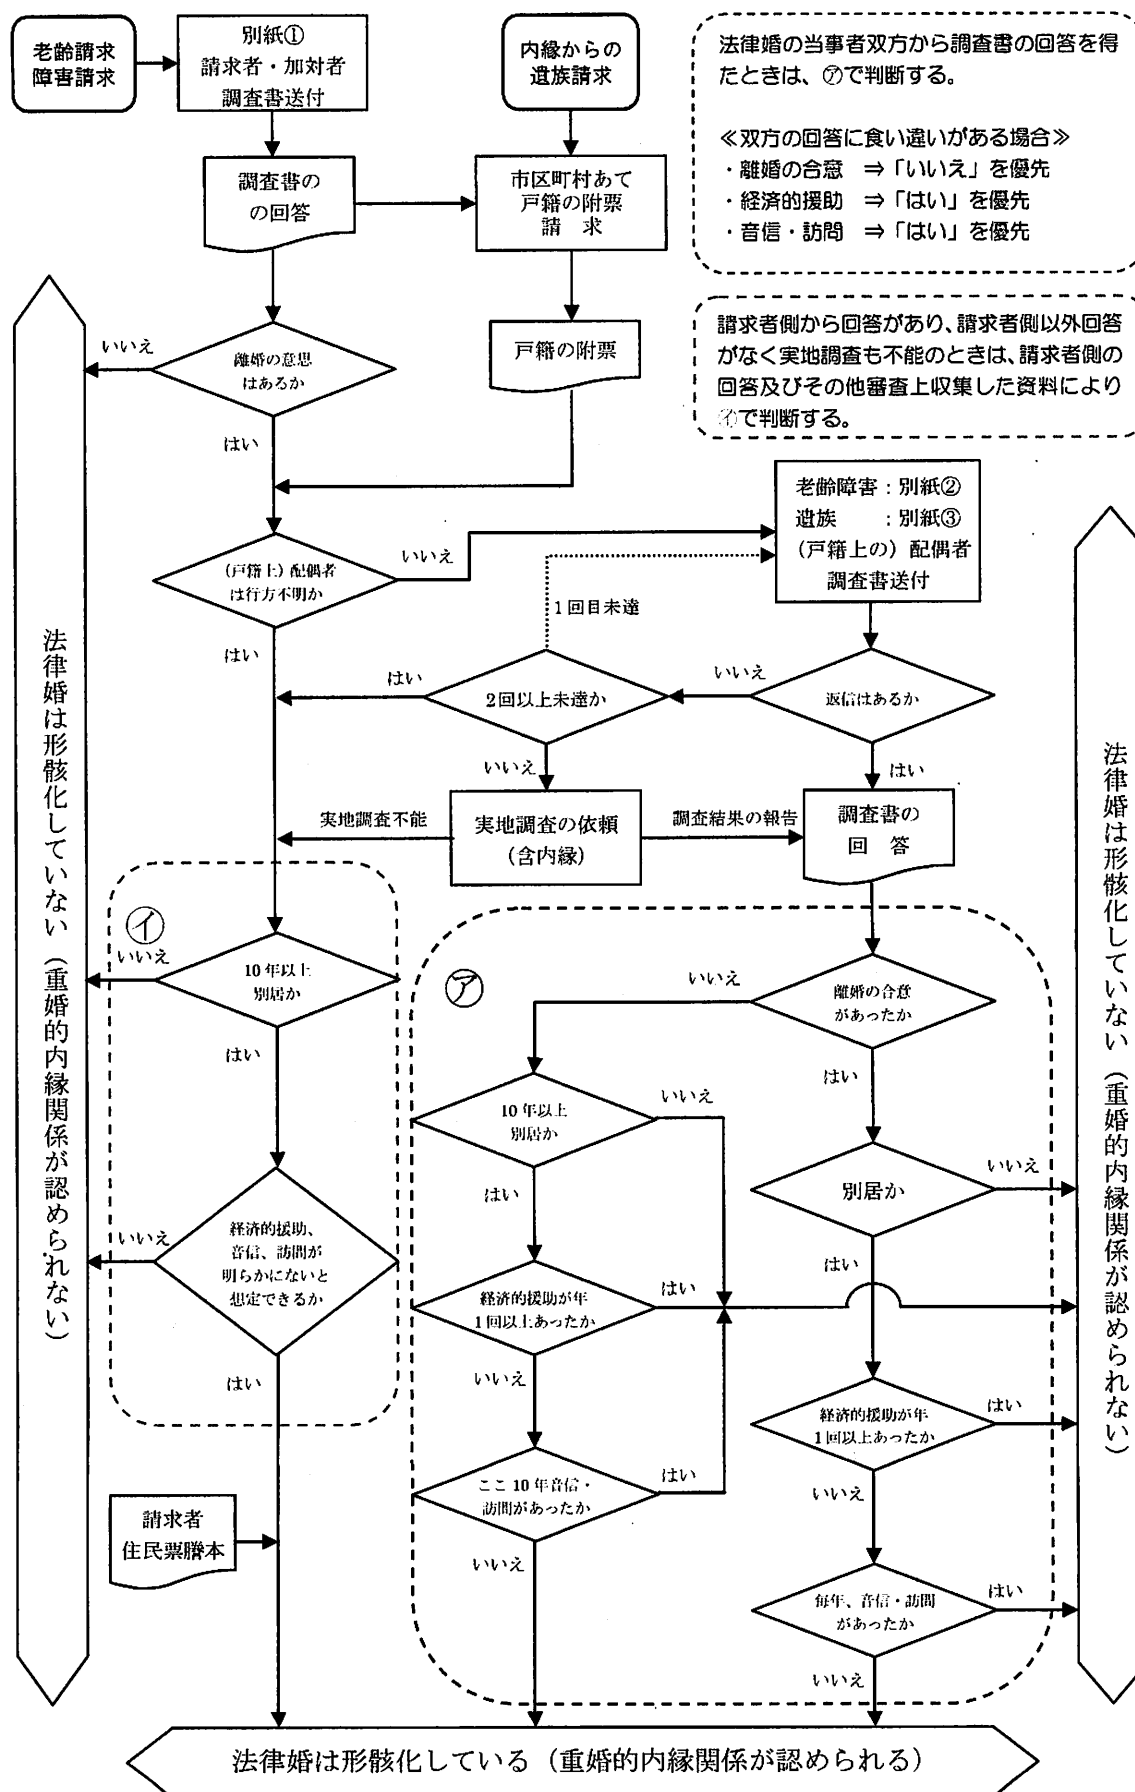 老齢請求
障害請求
別紙①
請求者・加対者
調査書送付
内縁からの
遺族請求
法律婚の当事者双方から調査書の回答を得
たときは、㋐で判断する。
≪双方の回答に食い違いがある場合≫
・離婚の合意 ⇒「いいえ」を優先
・経済的援助 ⇒「はい」を優先
・音信・訪問 ⇒「はい」を優先
調査書の
の回答
市区町村あて
戸籍の附票
請 求
請求者側から回答があり、請求者側以外回答
がなく実地調査も不能のときは、請求者側の
回答及びその他審査上収集した資料により
㋑で判断する。
いいえ
離婚の意思
はあるか
はい
戸籍の附票
老齢障害:別紙②
遺族 :別紙③
(戸籍上の)配偶者
調査書送付
(戸籍上)配偶者
は行方不明か
いいえ
はい
1回目未達
はい
2回以上未達か
いいえ
返信はあるか
いいえ
はい
実地調査不能
実地調査の依頼
(含内縁)
調査結果の報告
調査書の
回 答
法律婚は形骸化していない(重婚的内縁関係が認められない)
法律婚は形骸化していない(重婚的内縁関係が認められない)
㋑
いいえ
10年以上
別居か
はい
いいえ
経済的援助、
音信、訪問が
明らかにないと
想定できるか
はい
㋐
いいえ
離婚の合意
があったか
はい
10年以上
別居か
いいえ
はい
別居か
いいえ
はい
経済的援助が年
1回以上あったか
はい
いいえ
経済的援助が年
1回以上あったか
はい
いいえ
ここ10年音信・
訪問があったか
はい
いいえ
毎年、音信・訪問
があったか
はい
いいえ
請求者
住民票謄本
法律婚は形骸化している(重婚的内縁関係が認められる)